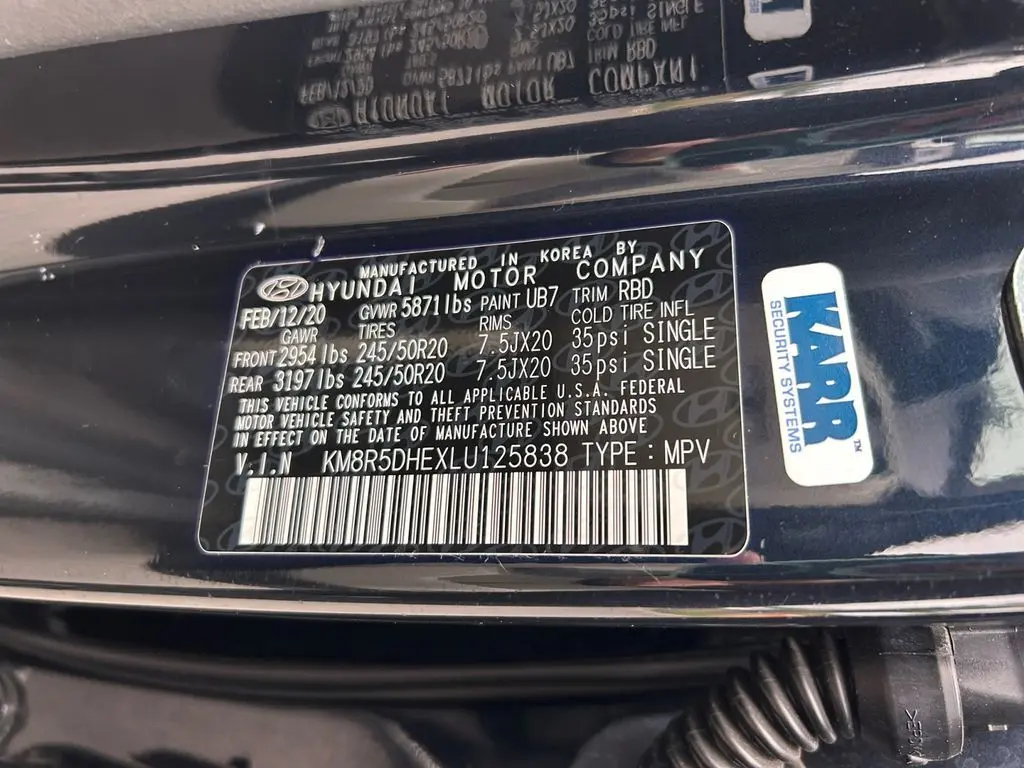 MANUFACTURED IN KOREA BY
HYUNDAI MOTOR COMPANY
FEB/12/20 GVWR 5871lbs PAINT UB7 TRIM RBD
GAWR TIRES RIMS COLD TIRE INFL
FRONT 2954lbs 245/50R20 7.5JX20 35psi SINGLE
REAR 3197lbs 245/50R20 7.5JX20 35psi SINGLE
THIS VEHICLE CONFORMS TO ALL APPLICABLE U.S.A. FEDERAL
MOTOR VEHICLE SAFETY AND THEFT PREVENTION STANDARDS
IN EFFECT ON THE DATE OF MANUFACTURE SHOWN ABOVE
V.I.N KM8R5DHEXLU125838 TYPE : MPV
KARR™
SECURITY SYSTEMS